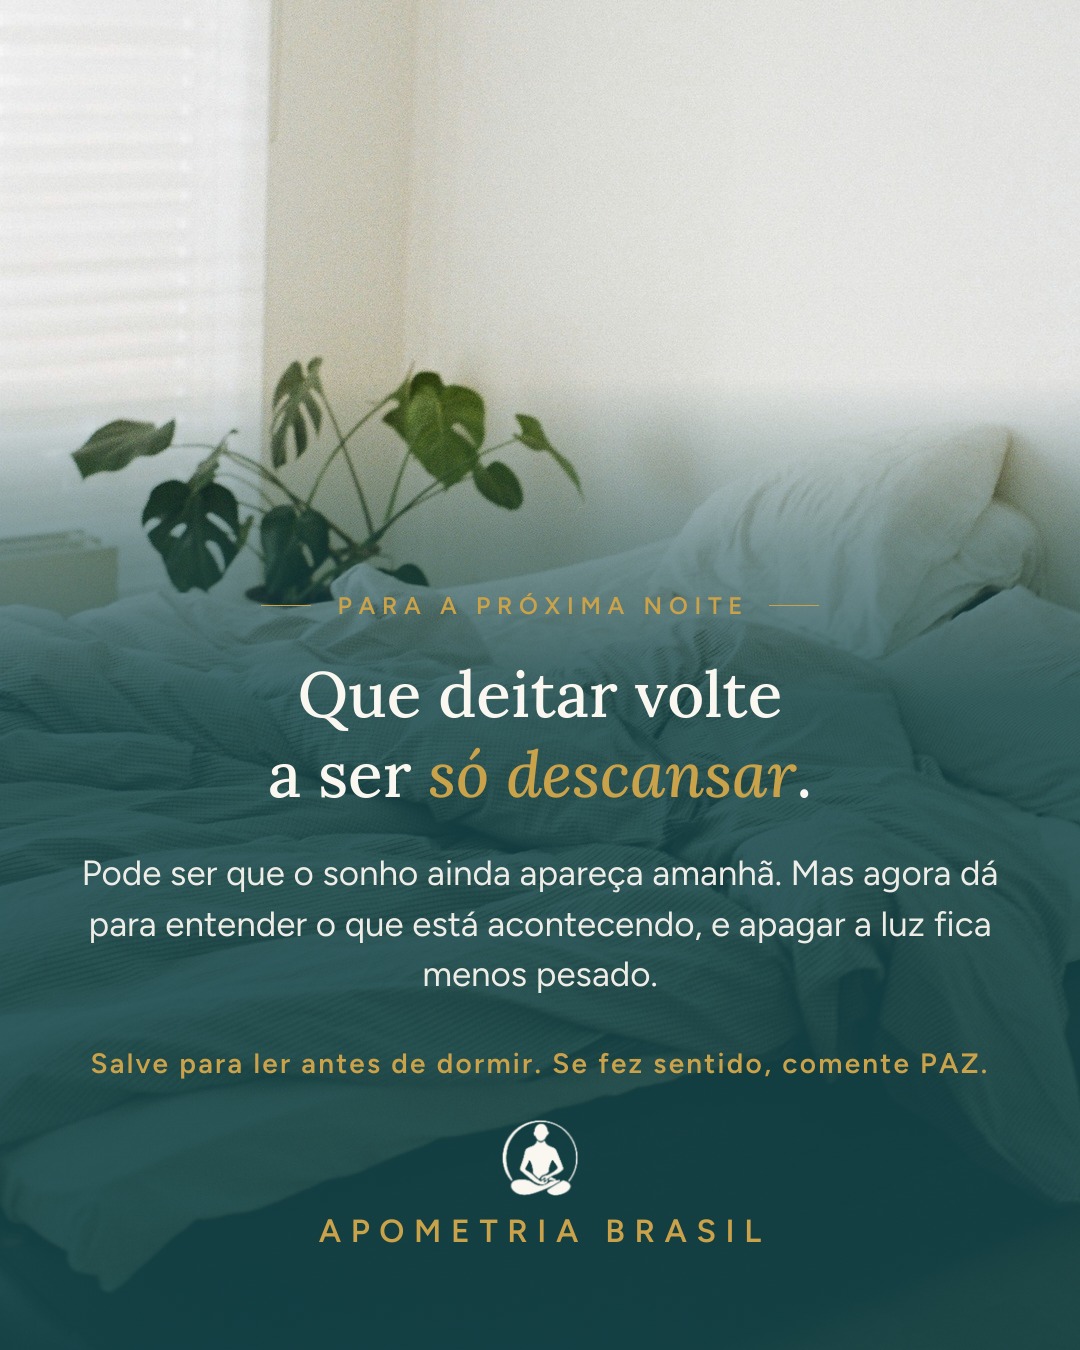 PARA A PRÓXIMA NOITE
Que deitar volte
a ser só descansar.
Pode ser que o sonho ainda apareça amanhã. Mas agora dá
para entender o que está acontecendo, e apagar a luz fica
menos pesado.
Salve para ler antes de dormir. Se fez sentido, comente PAZ.
APOMETRIA BRASIL